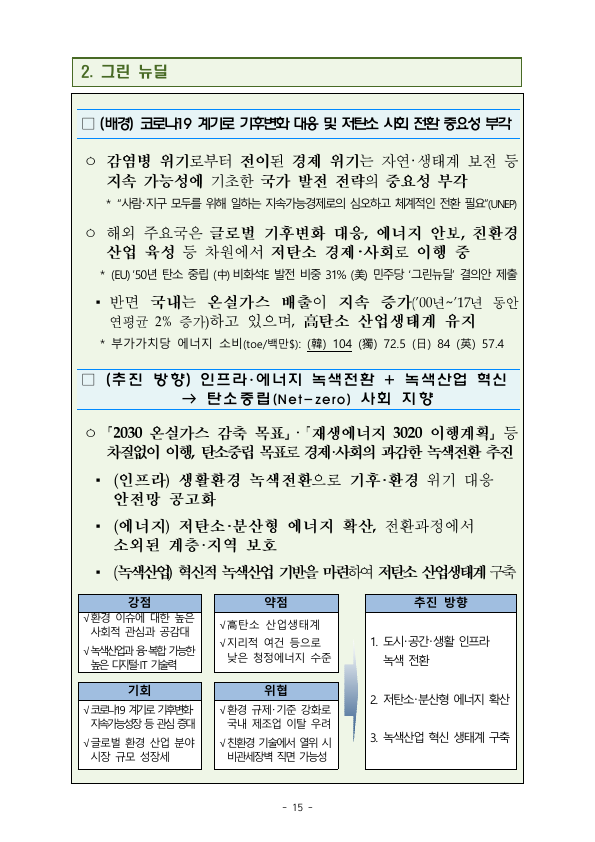 2. 그린 뉴딜
□ (배경) 코로나19 계기로 기후변화 대응 및 저탄소 사회 전환 중요성 부각
○ 감염병 위기로부터 전이된 경제 위기는 자연·생태계 보전 등
지속 가능성에 기초한 국가 발전 전략의 중요성 부각
* “사람·지구 모두를 위해 일하는 지속가능경제로의 심오하고 체계적인 전환 필요”(UNEP)
○ 해외 주요국은 글로벌 기후변화 대응, 에너지 안보, 친환경
산업 육성 등 차원에서 저탄소 경제·사회로 이행 중
* (EU) ’50년 탄소 중립 (中) 비화석E 발전 비중 31% (美) 민주당 ‘그린뉴딜’ 결의안 제출
▪ 반면 국내는 온실가스 배출이 지속 증가(’00년~’17년 동안
연평균 2% 증가)하고 있으며, 高탄소 산업생태계 유지
* 부가가치당 에너지 소비(toe/백만$): (韓) 104 (獨) 72.5 (日) 84 (英) 57.4
□ (추진 방향) 인프라·에너지 녹색전환 + 녹색산업 혁신
→ 탄소중립(Net-zero) 사회 지향
○ 「2030 온실가스 감축 목표」·「재생에너지 3020 이행계획」 등
차질없이 이행, 탄소중립 목표로 경제·사회의 과감한 녹색전환 추진
▪ (인프라) 생활환경 녹색전환으로 기후·환경 위기 대응
안전망 공고화
▪ (에너지) 저탄소·분산형 에너지 확산, 전환과정에서
소외된 계층·지역 보호
▪ (녹색산업) 혁신적 녹색산업 기반을 마련하여 저탄소 산업생태계 구축
강점
√환경 이슈에 대한 높은
사회적 관심과 공감대
√녹색산업과 융·복합 가능한
높은 디지털·IT 기술력
약점
√高탄소 산업생태계
√지리적 여건 등으로
낮은 청정에너지 수준
기회
√코로나19 계기로 기후변화·
지속가능성장 등 관심 증대
√글로벌 환경 산업 분야
시장 규모 성장세
위협
√환경 규제·기준 강화로
국내 제조업 이탈 우려
√친환경 기술에서 열위 시
비관세장벽 직면 가능성
추진 방향
1. 도시·공간·생활 인프라
녹색 전환
2. 저탄소·분산형 에너지 확산
3. 녹색산업 혁신 생태계 구축
- 15 -